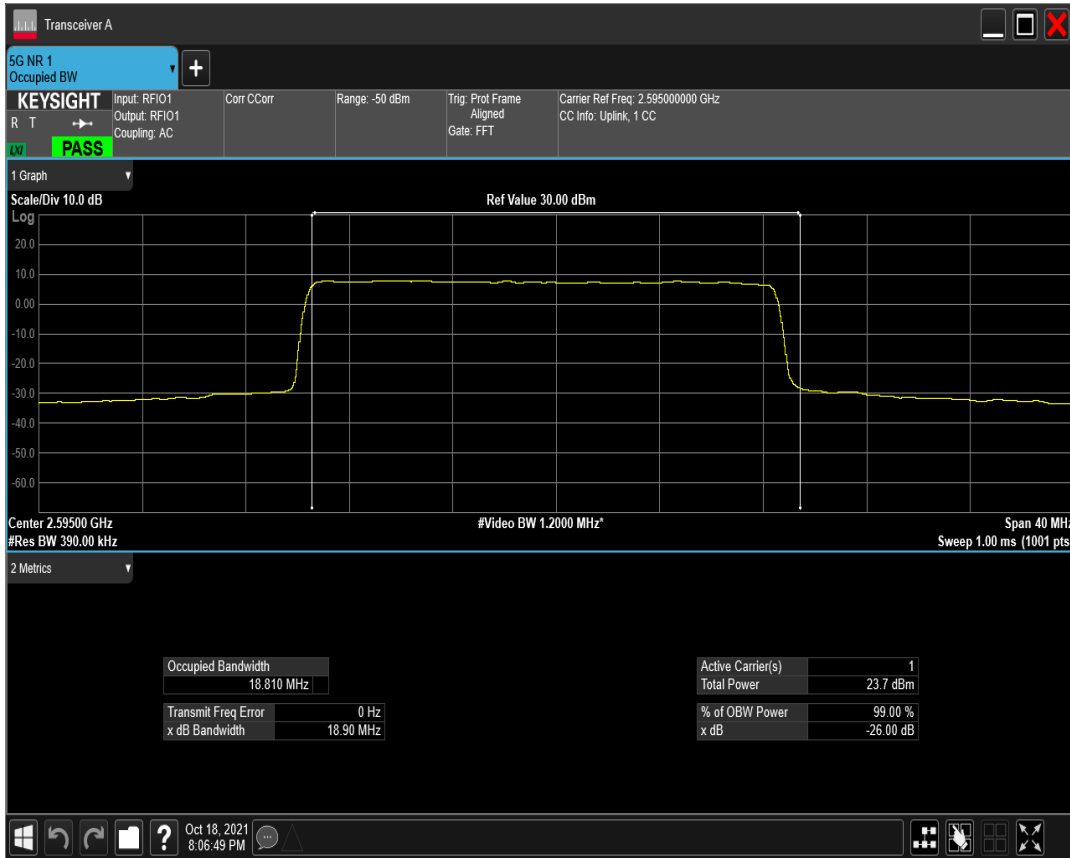 Transceiver A
5G NR 1
Occupied BW
+
KEYSIGHT
Input: RFIO1
Corr CCorr
Range: -50 dBm
Trig: Prot Frame
Carrier Ref Freq: 2.595000000 GHz
R T
Output: RFIO1
Aligned
CC Info: Uplink, 1 CC
Coupling: AC
Gate: FFT
LXI
PASS
1 Graph
Scale/Div 10.0 dB
Ref Value 30.00 dBm
Log
20.0
10.0
0.00
-10.0
-20.0
-30.0
-40.0
-50.0
-60.0
Center 2.59500 GHz
#Video BW 1.2000 MHz*
Span 40 MHz
#Res BW 390.00 kHz
Sweep 1.00 ms (1001 pts
2 Metrics
Occupied Bandwidth
18.810 MHz
Transmit Freq Error 0 Hz
x dB Bandwidth 18.90 MHz
Active Carrier(s) 1
Total Power 23.7 dBm
% of OBW Power 99.00 %
x dB -26.00 dB
?
Oct 18, 2021
8:06:49 PM